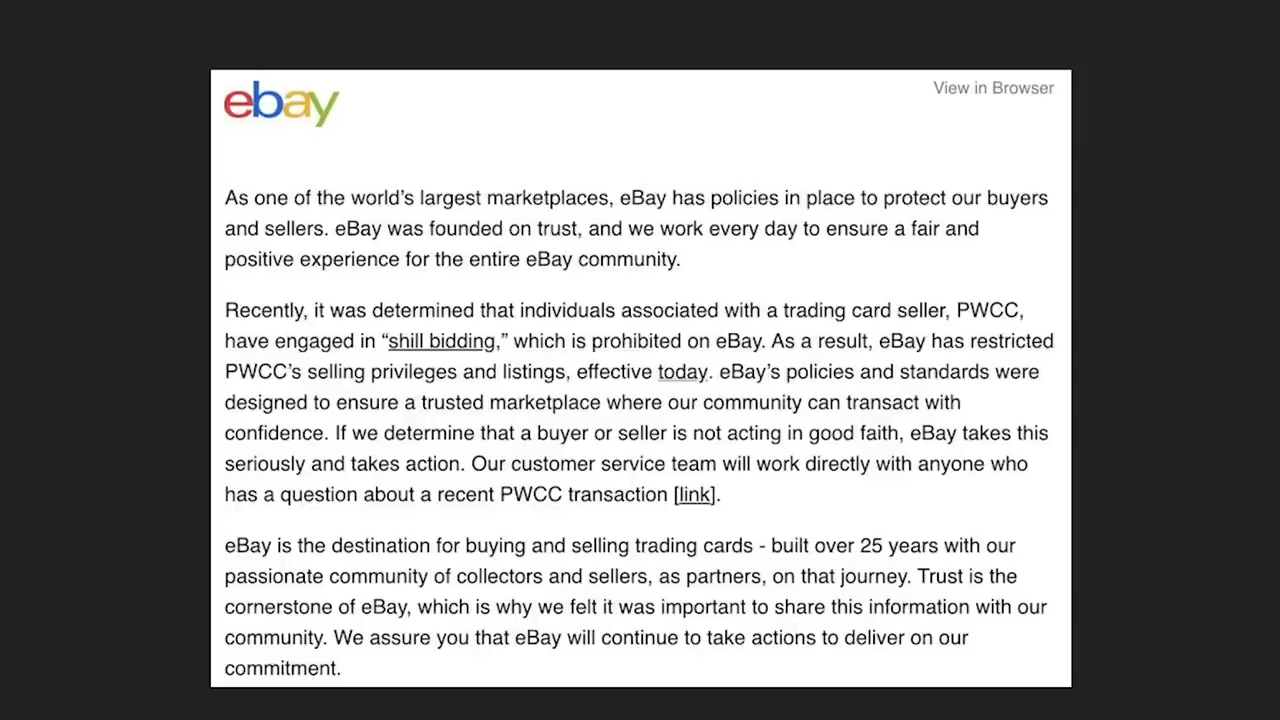 ebay
View in Browser
As one of the world’s largest marketplaces, eBay has policies in place to protect our buyers
and sellers. eBay was founded on trust, and we work every day to ensure a fair and
positive experience for the entire eBay community.
Recently, it was determined that individuals associated with a trading card seller, PWCC,
have engaged in “shill bidding,” which is prohibited on eBay. As a result, eBay has restricted
PWCC’s selling privileges and listings, effective today. eBay’s policies and standards were
designed to ensure a trusted marketplace where our community can transact with
confidence. If we determine that a buyer or seller is not acting in good faith, eBay takes this
seriously and takes action. Our customer service team will work directly with anyone who
has a question about a recent PWCC transaction [link].
eBay is the destination for buying and selling trading cards - built over 25 years with our
passionate community of collectors and sellers, as partners, on that journey. Trust is the
cornerstone of eBay, which is why we felt it was important to share this information with our
community. We assure you that eBay will continue to take actions to deliver on our
commitment.